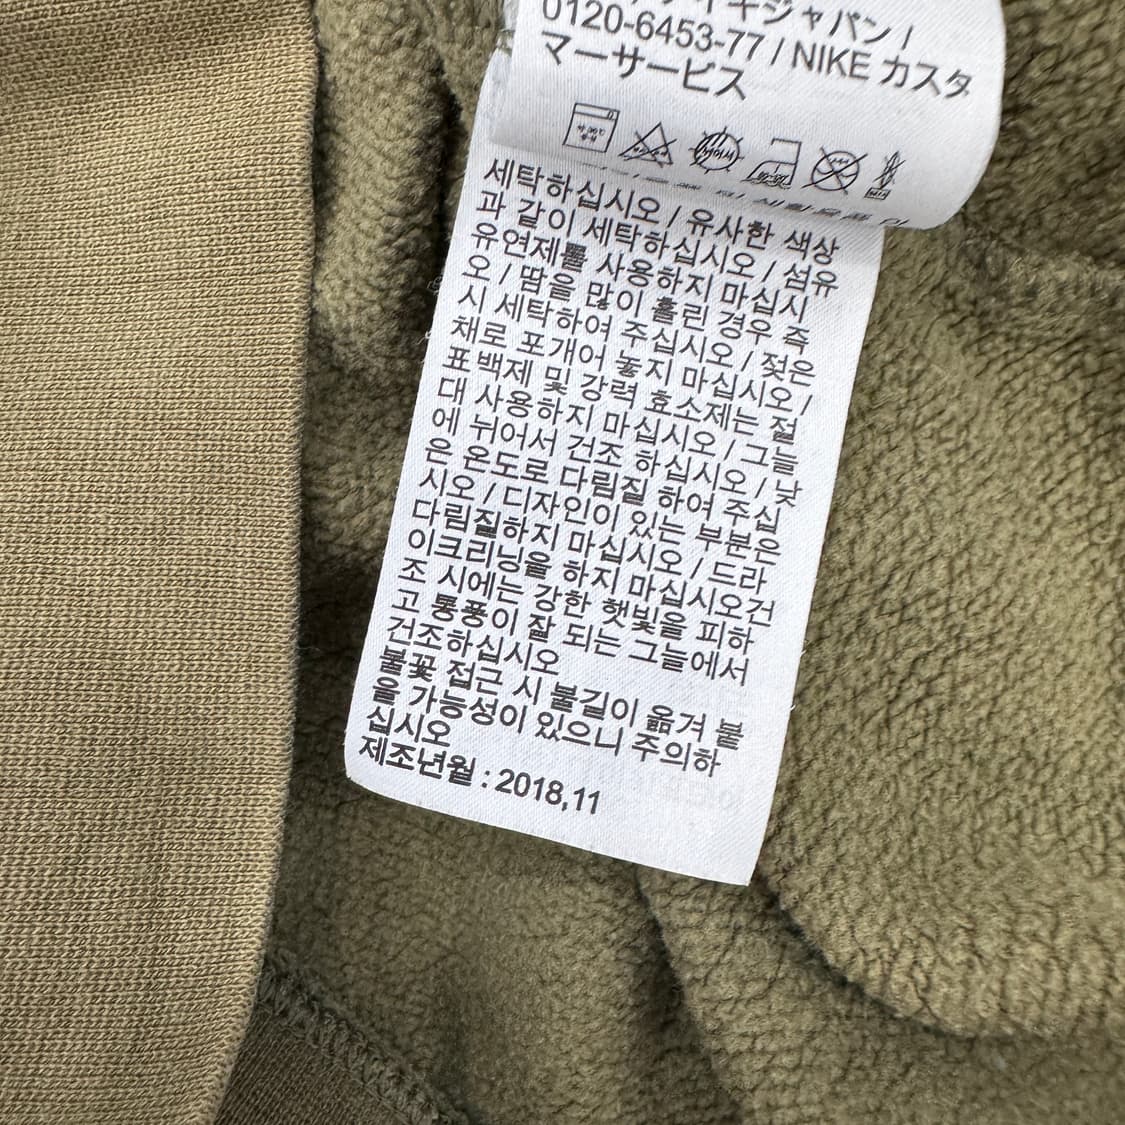 ナイキジャパン /
0120-6453-77 / NIKE カスタ
マーサービス
세탁하십시오 / 유사한 색상
과 같이 세탁하십시오 / 섬유
유연제를 사용하지 마십시
오 / 땀을 많이 흘린 경우 즉
시 세탁하여 주십시오 / 젖은
채로 포개어 놓지 마십시오 /
표백제 및 강력 효소제는 절
대 사용하지 마십시오 / 그늘
에 뉘어서 건조 하십시오 / 낮
은 온도로 다림질 하여 주십
시오 / 디자인이 있는 부분은
다림질하지 마십시오 / 드라
이크리닝을 하지 마십시오건
조 시에는 강한 햇빛을 피하
고 통풍이 잘 되는 그늘에서
건조하십시오
불꽃 접근 시 불길이 옮겨 붙
을 가능성이 있으니 주의하
십시오
제조년월 : 2018,11